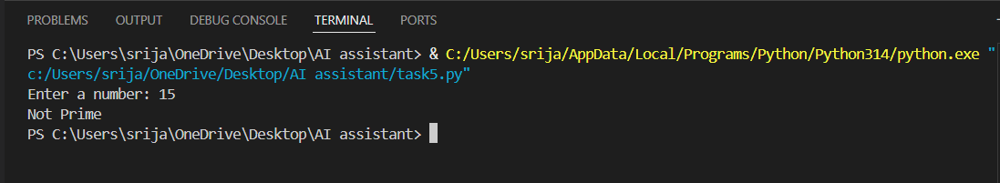 PROBLEMS OUTPUT DEBUG CONSOLE TERMINAL PORTS
PS C:\Users\srija\OneDrive\Desktop\AI assistant> & C:/Users/srija/AppData/Local/Programs/Python/Python314/python.exe "
c:/Users/srija/OneDrive/Desktop/AI assistant/task5.py"
Enter a number: 15
Not Prime
PS C:\Users\srija\OneDrive\Desktop\AI assistant>